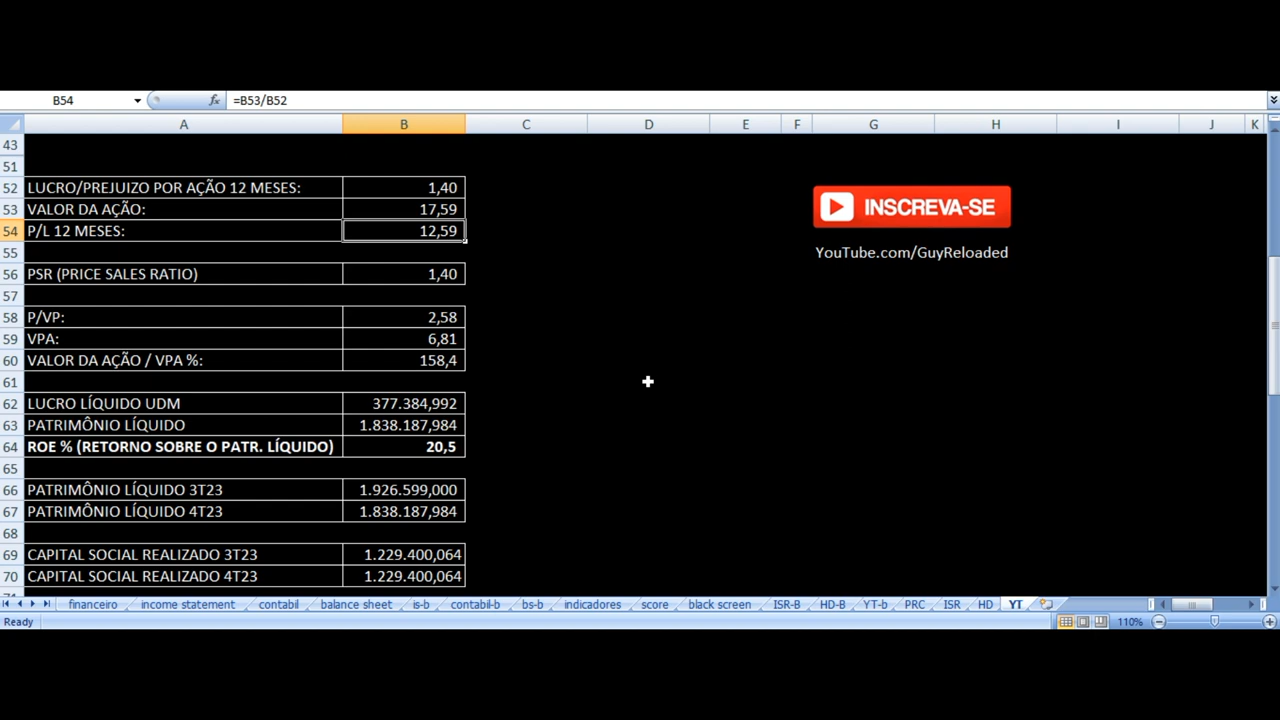 B54 fx =B53/B52
A B C D E F G H I J K
43
51
52 LUCRO/PREJUIZO POR AÇÃO 12 MESES: 1,40
53 VALOR DA AÇÃO: 17,59
54 P/L 12 MESES: 12,59
55
56 PSR (PRICE SALES RATIO) 1,40
57
58 P/VP: 2,58
59 VPA: 6,81
60 VALOR DA AÇÃO / VPA %: 158,4
61
62 LUCRO LÍQUIDO UDM 377.384,992
63 PATRIMÔNIO LÍQUIDO 1.838.187,984
64 ROE % (RETORNO SOBRE O PATR. LÍQUIDO) 20,5
65
66 PATRIMÔNIO LÍQUIDO 3T23 1.926.599,000
67 PATRIMÔNIO LÍQUIDO 4T23 1.838.187,984
68
69 CAPITAL SOCIAL REALIZADO 3T23 1.229.400,064
70 CAPITAL SOCIAL REALIZADO 4T23 1.229.400,064
INSCREVA-SE
YouTube.com/GuyReloaded
financeiro income statement contabil balance sheet is-b contabil-b bs-b indicadores score black screen ISR-B HD-B YT-b PRC ISR HD YT
Ready 110%